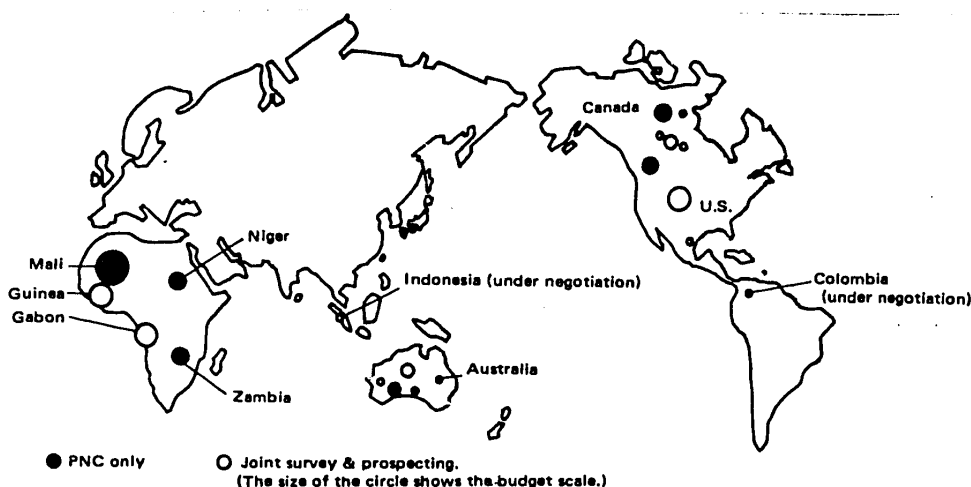 Canada
U.S.
Niger
Mali
Indonesia (under negotiation)
Guinea
Colombia
(under negotiation)
Gabon
Australia
Zambia
PNC only
Joint survey & prospecting.
(The size of the circle shows the budget scale.)